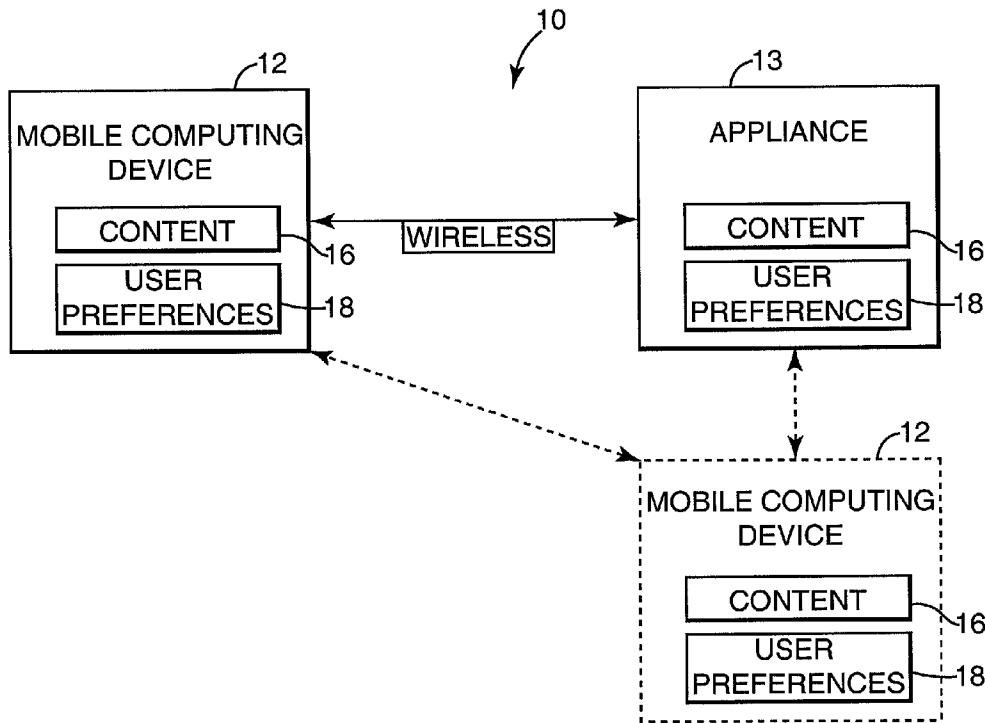 10
12
MOBILE COMPUTING
DEVICE
CONTENT
16
USER
PREFERENCES
18
WIRELESS
13
APPLIANCE
CONTENT
16
USER
PREFERENCES
18
12
MOBILE COMPUTING
DEVICE
CONTENT
16
USER
PREFERENCES
18